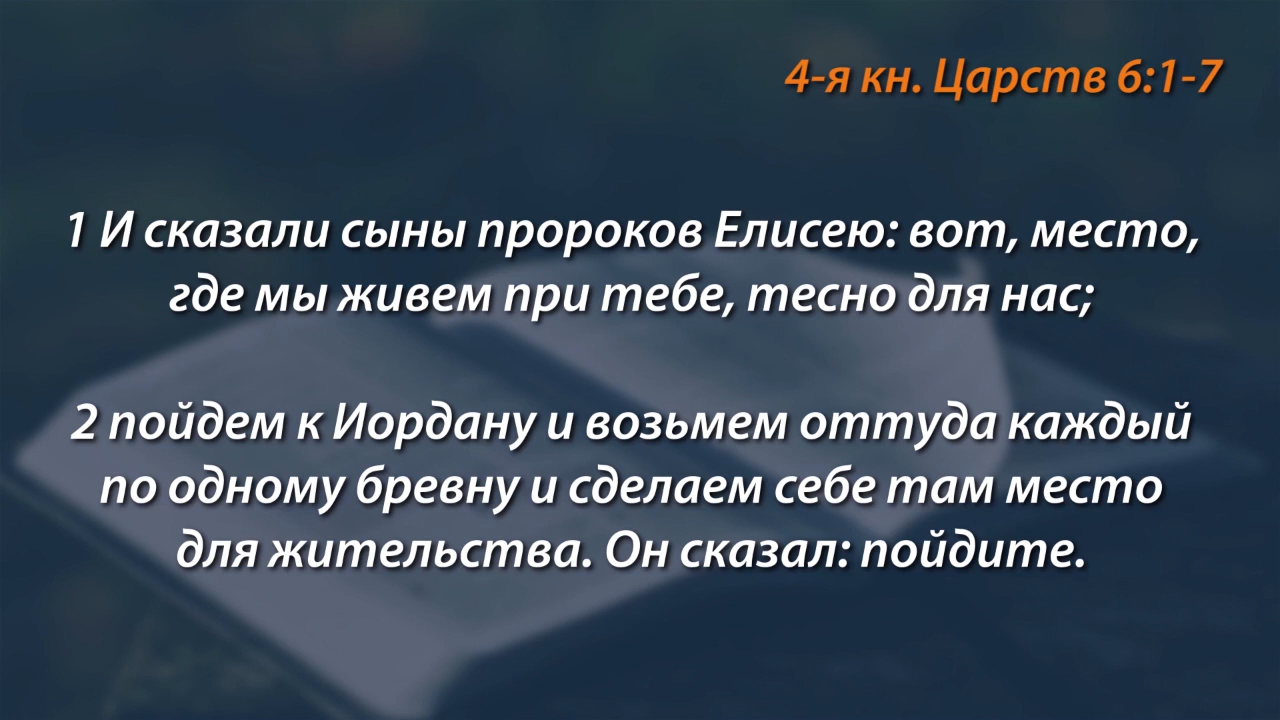 4-я кн. Царств 6:1-7
1 И сказали сыны пророков Елисею: вот, место,
где мы живем при тебе, тесно для нас;
2 пойдем к Иордану и возьмем оттуда каждый
по одному бревну и сделаем себе там место
для жительства. Он сказал: пойдите.